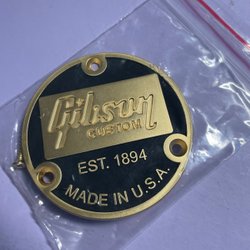 Gibson
CUSTOM
EST. 1894
MADE IN U.S.A.